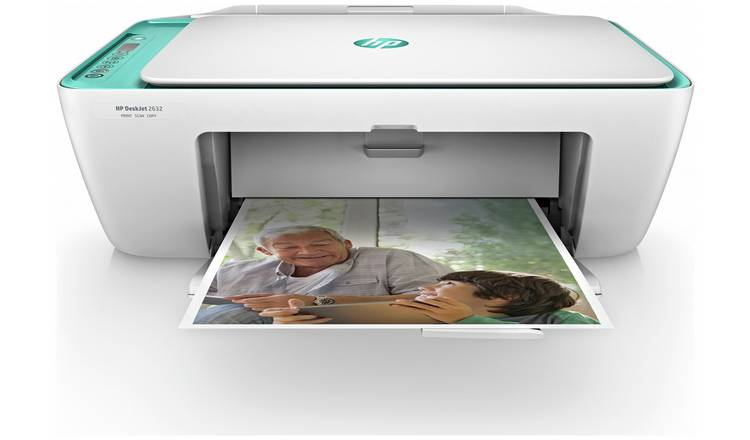 hp
HP DeskJet 2632
PRINT SCAN COPY